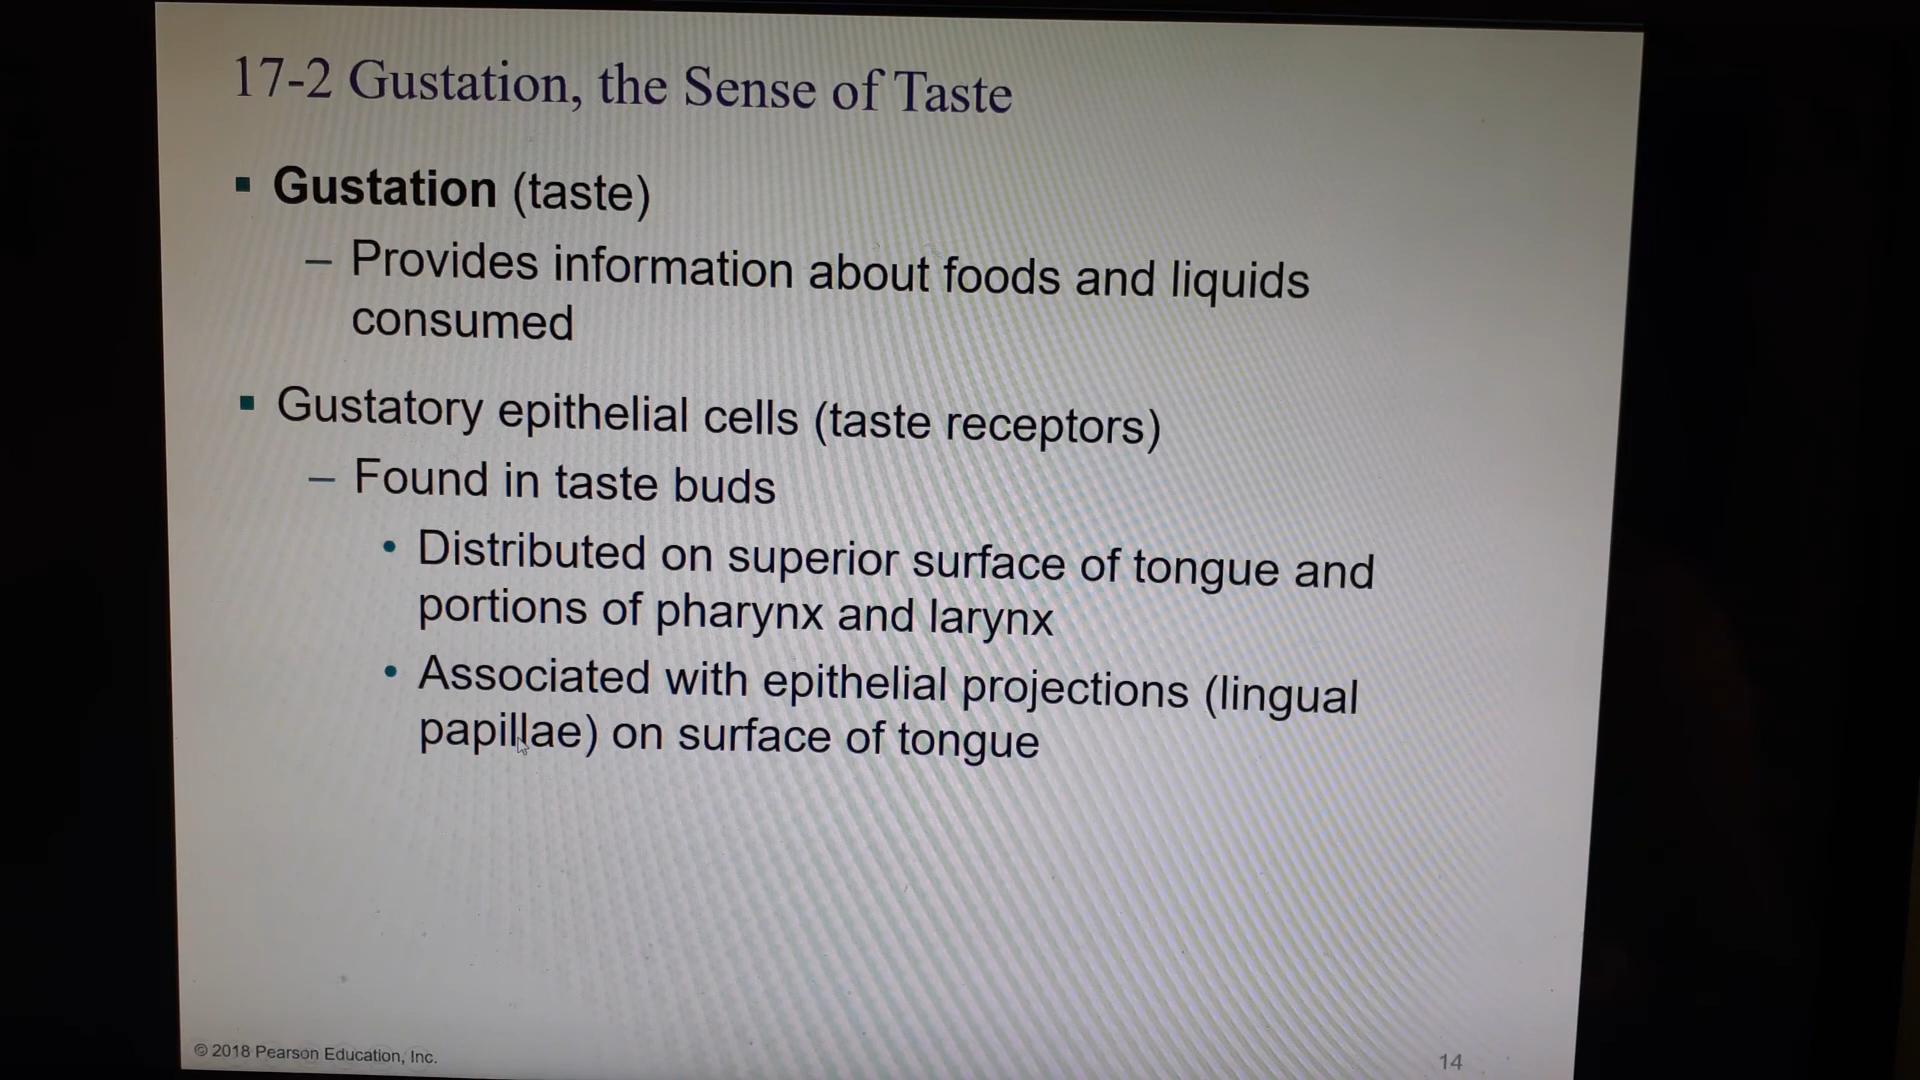 17-2 Gustation, the Sense of Taste
▪ Gustation (taste)
– Provides information about foods and liquids
consumed
▪ Gustatory epithelial cells (taste receptors)
– Found in taste buds
• Distributed on superior surface of tongue and
portions of pharynx and larynx
• Associated with epithelial projections (lingual
papillae) on surface of tongue
© 2018 Pearson Education, Inc.
14